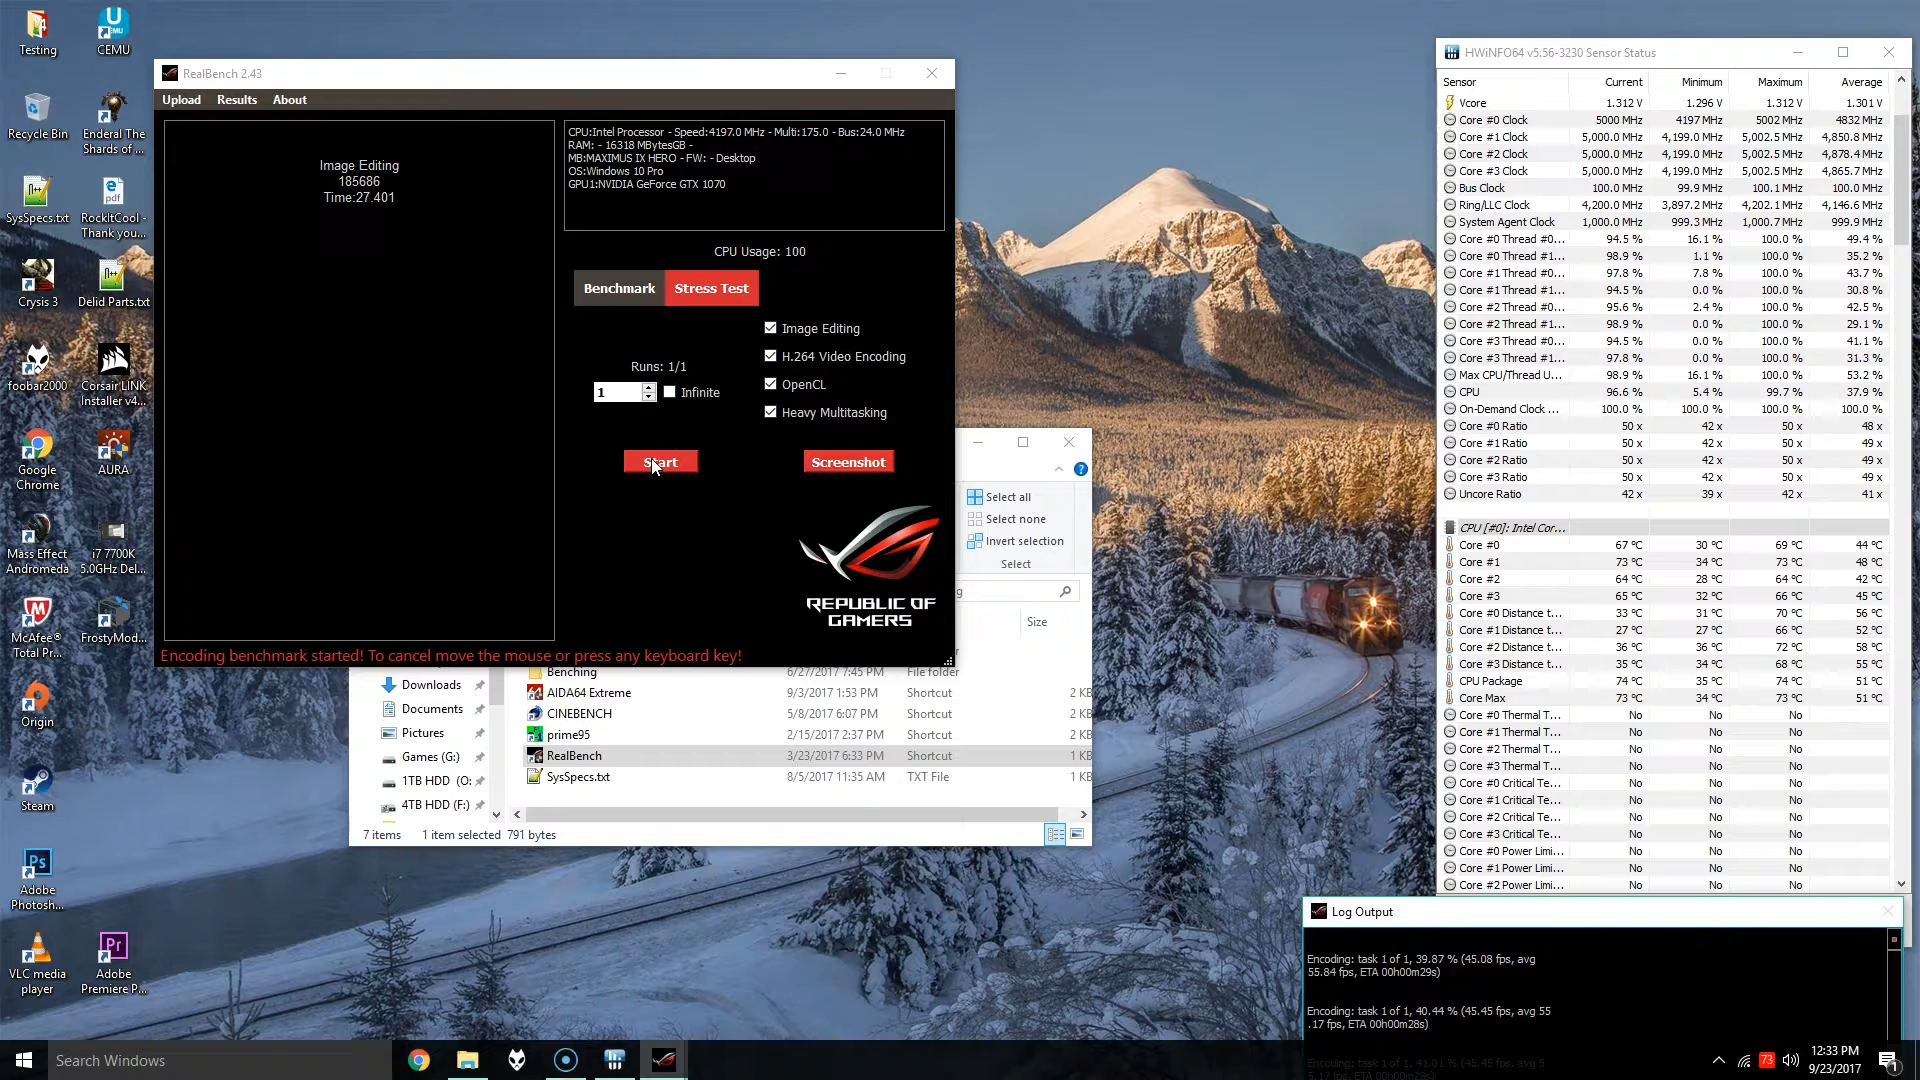 Testing
CEMU
Recycle Bin
Enderal The
Shards of ...
SysSpecs.txt
RockItCool -
Thank you...
Crysis 3
Delid Parts.txt
foobar2000
Corsair LINK
Installer v4...
Google
Chrome
AURA
Mass Effect
Andromeda
i7 7700K
5.0GHz Del...
McAfee®
Total Pr...
FrostyMod...
Origin
Steam
Adobe
Photosh...
VLC media
player
Adobe
Premiere P...
RealBench 2.43
Upload Results About
Image Editing
185686
Time:27.401
CPU:Intel Processor - Speed:4197.0 MHz - Multi:175.0 - Bus:24.0 MHz
RAM: - 16318 MBytesGB -
MB:MAXIMUS IX HERO - FW: - Desktop
OS:Windows 10 Pro
GPU1:NVIDIA GeForce GTX 1070
CPU Usage: 100
Benchmark Stress Test
Image Editing
H.264 Video Encoding
OpenCL
Heavy Multitasking
Runs: 1/1
1 Infinite
Start Screenshot
REPUBLIC OF
GAMERS
Encoding benchmark started! To cancel move the mouse or press any keyboard key!
Select all
Select none
Invert selection
Select
g
Size
Benching 6/27/2017 7:45 PM File folder
AIDA64 Extreme 9/3/2017 1:53 PM Shortcut 2 KB
CINEBENCH 5/8/2017 6:07 PM Shortcut 2 KB
prime95 2/15/2017 2:37 PM Shortcut 2 KB
RealBench 3/23/2017 6:33 PM Shortcut 1 KB
SysSpecs.txt 8/5/2017 11:35 AM TXT File 1 KB
Downloads
Documents
Pictures
Games (G:)
1TB HDD (O:
4TB HDD (F:)
7 items 1 item selected 791 bytes
HWiNFO64 v5.56-3230 Sensor Status
Sensor Current Minimum Maximum Average
Vcore 1.312 V 1.296 V 1.312 V 1.301 V
Core #0 Clock 5000 MHz 4197 MHz 5002 MHz 4832 MHz
Core #1 Clock 5,000.0 MHz 4,199.0 MHz 5,002.5 MHz 4,850.8 MHz
Core #2 Clock 5,000.0 MHz 4,199.0 MHz 5,002.5 MHz 4,878.4 MHz
Core #3 Clock 5,000.0 MHz 4,199.0 MHz 5,002.5 MHz 4,865.7 MHz
Bus Clock 100.0 MHz 99.9 MHz 100.1 MHz 100.0 MHz
Ring/LLC Clock 4,200.0 MHz 3,897.2 MHz 4,202.1 MHz 4,146.6 MHz
System Agent Clock 1,000.0 MHz 999.3 MHz 1,000.7 MHz 999.9 MHz
Core #0 Thread #0... 94.5 % 16.1 % 100.0 % 49.4 %
Core #0 Thread #1... 98.9 % 1.1 % 100.0 % 35.2 %
Core #1 Thread #0... 97.8 % 7.8 % 100.0 % 43.7 %
Core #1 Thread #1... 94.5 % 0.0 % 100.0 % 30.8 %
Core #2 Thread #0... 95.6 % 2.4 % 100.0 % 42.5 %
Core #2 Thread #1... 98.9 % 0.0 % 100.0 % 29.1 %
Core #3 Thread #0... 94.5 % 0.0 % 100.0 % 41.1 %
Core #3 Thread #1... 97.8 % 0.0 % 100.0 % 31.3 %
Max CPU/Thread U... 98.9 % 16.1 % 100.0 % 53.2 %
CPU 96.6 % 5.4 % 99.7 % 37.9 %
On-Demand Clock ... 100.0 % 100.0 % 100.0 % 100.0 %
Core #0 Ratio 50 x 42 x 50 x 48 x
Core #1 Ratio 50 x 42 x 50 x 49 x
Core #2 Ratio 50 x 42 x 50 x 49 x
Core #3 Ratio 50 x 42 x 50 x 49 x
Uncore Ratio 42 x 39 x 42 x 41 x
CPU [#0]: Intel Cor...
Core #0 67 °C 30 °C 69 °C 44 °C
Core #1 73 °C 34 °C 73 °C 48 °C
Core #2 64 °C 28 °C 64 °C 42 °C
Core #3 65 °C 32 °C 66 °C 45 °C
Core #0 Distance t... 33 °C 31 °C 70 °C 56 °C
Core #1 Distance t... 27 °C 27 °C 66 °C 52 °C
Core #2 Distance t... 36 °C 36 °C 72 °C 58 °C
Core #3 Distance t... 35 °C 34 °C 68 °C 55 °C
CPU Package 74 °C 35 °C 74 °C 51 °C
Core Max 73 °C 34 °C 73 °C 51 °C
Core #0 Thermal T... No No No
Core #1 Thermal T... No No No
Core #2 Thermal T... No No No
Core #3 Thermal T... No No No
Core #0 Critical Te... No No No
Core #1 Critical Te... No No No
Core #2 Critical Te... No No No
Core #3 Critical Te... No No No
Core #0 Power Limi... No No No
Core #1 Power Limi... No No No
Core #2 Power Limi... No No No
Log Output
Encoding: task 1 of 1, 39.87 % (45.08 fps, avg
55.84 fps, ETA 00h00m29s)
Encoding: task 1 of 1, 40.44 % (45.45 fps, avg 55
.17 fps, ETA 00h00m28s)
Encoding: task 1 of 1, 41.01 % (45.45 fps, avg 5
Search Windows
73
12:33 PM
9/23/2017
1